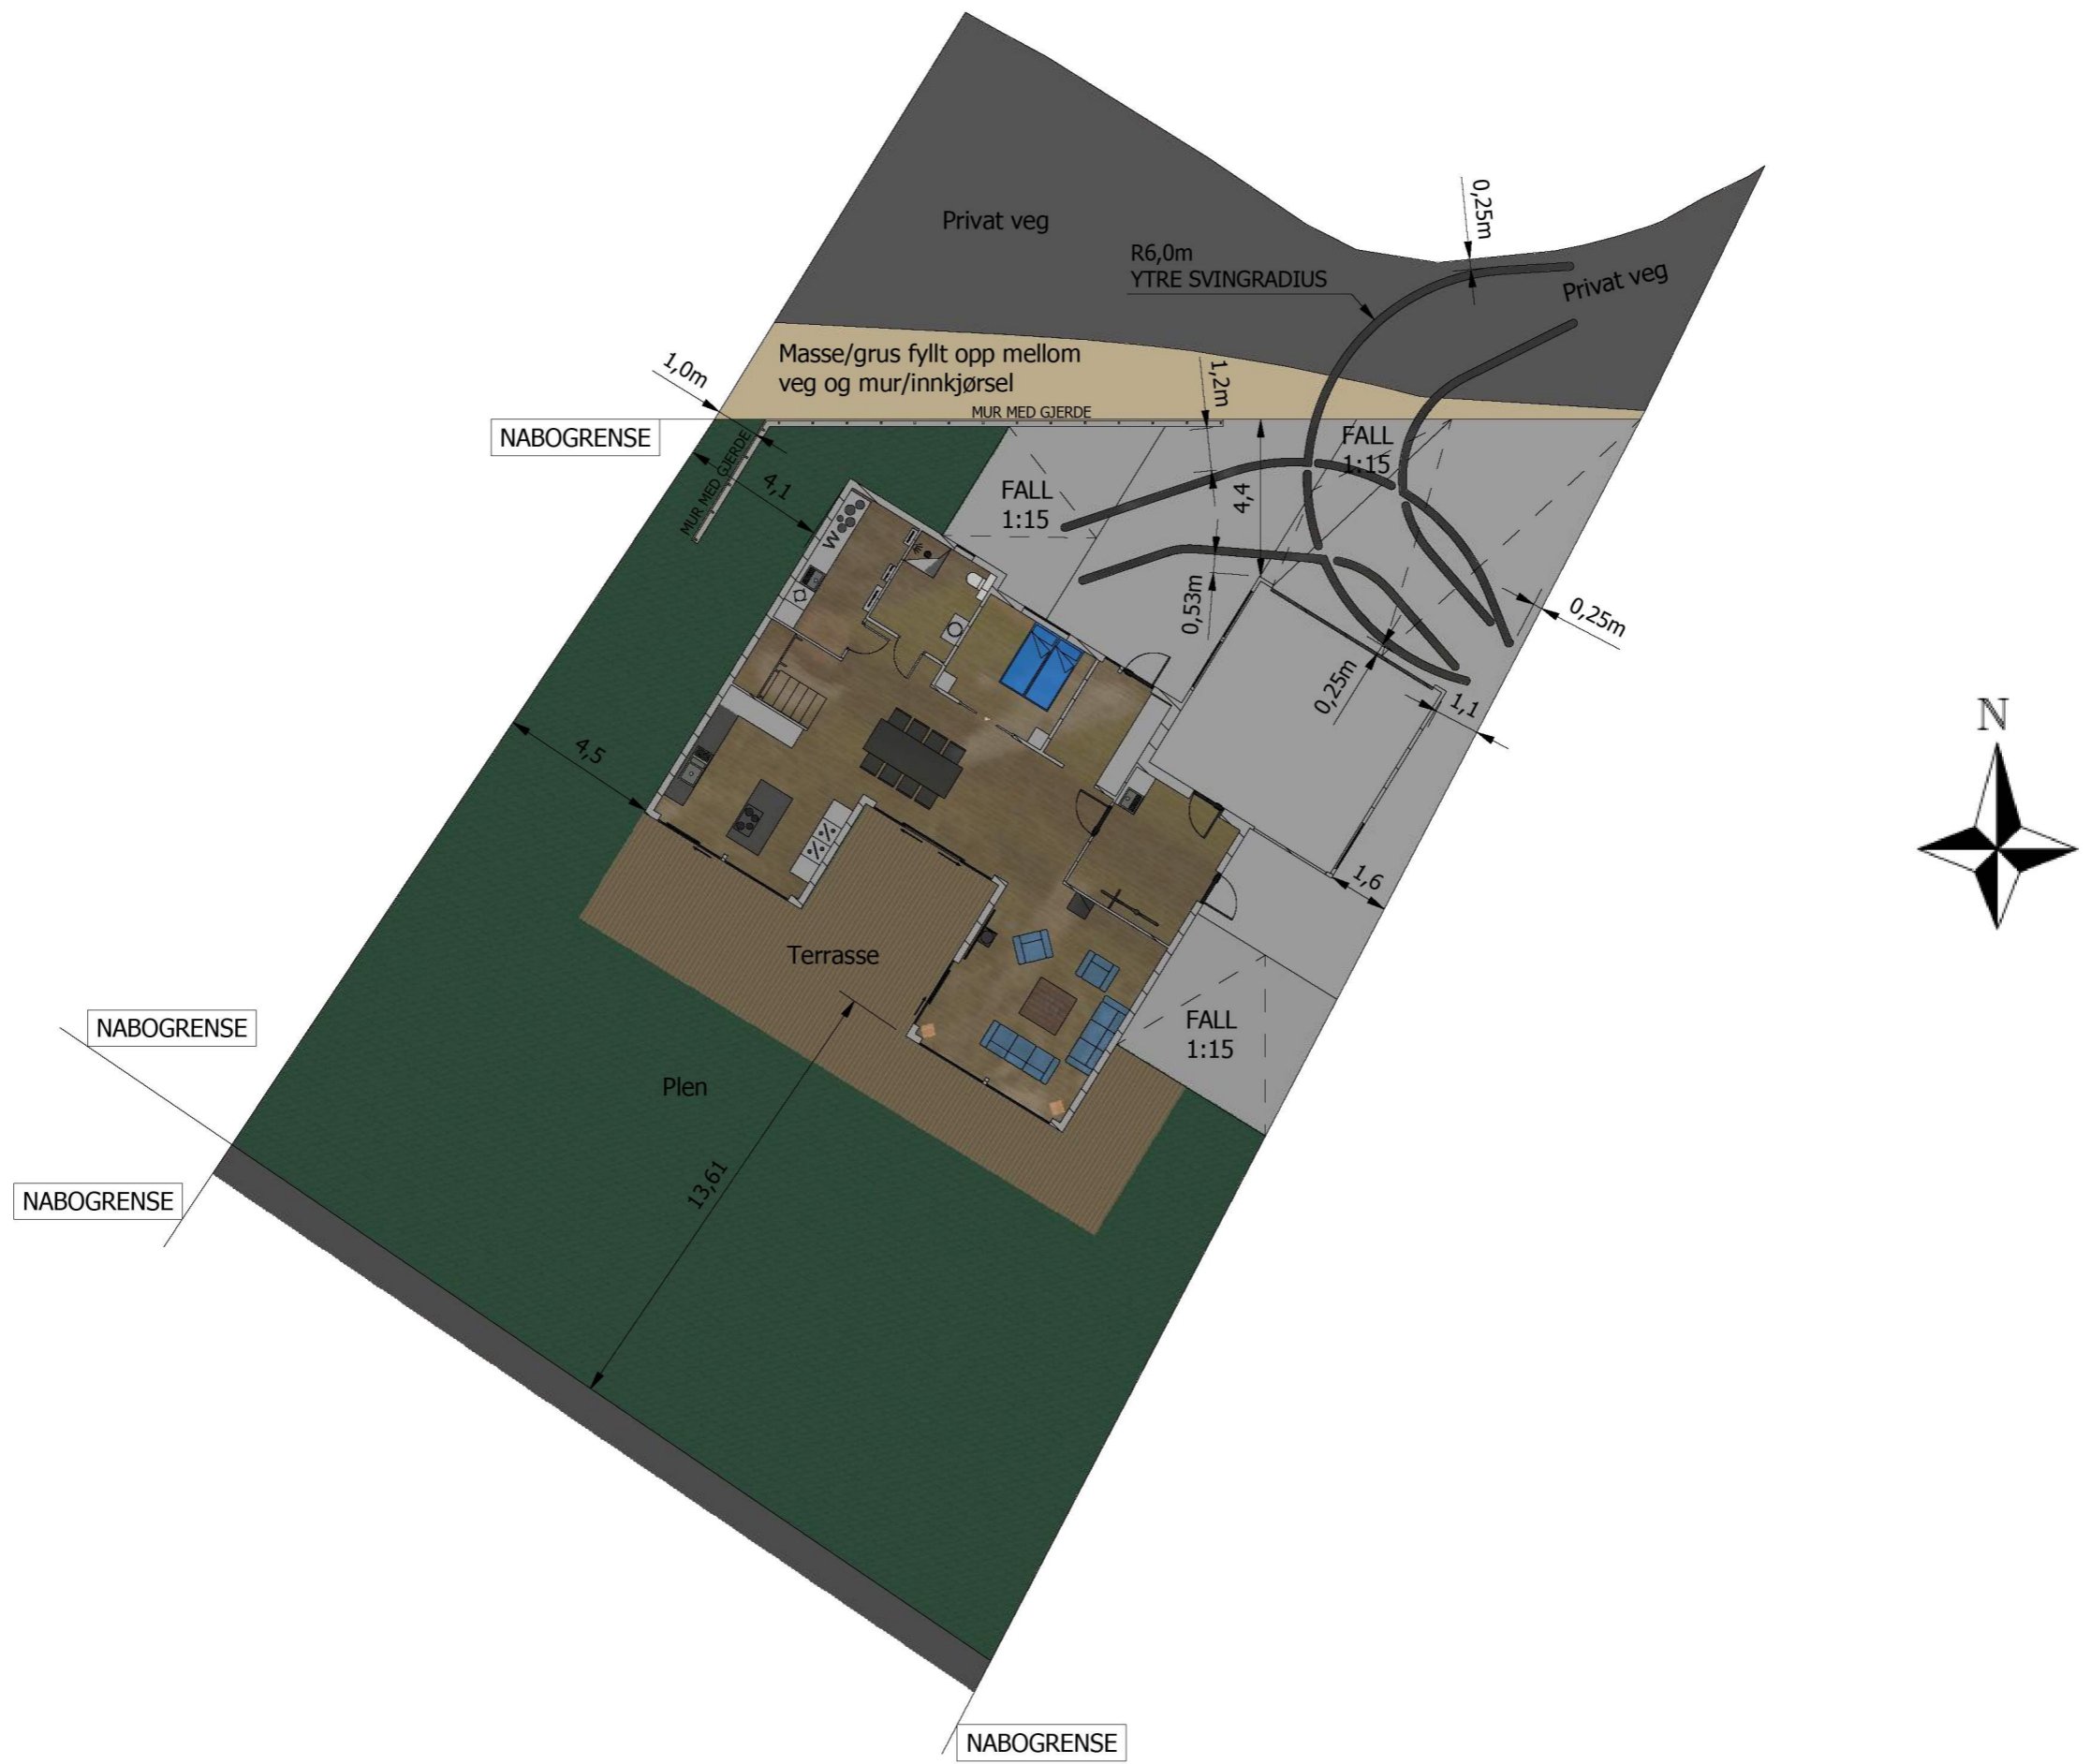 Privat veg
0,25m
R6,0m
YTRE SVINGRADIUS
Privat veg
Masse/grus fyllt opp mellom
veg og mur/innkjørsel
1,0m
1,2m
MUR MED GJERDE
NABOGRENSE
MUR MED GJERDE
4,1
FALL
1:15
FALL
1:15
4,4
W
0,53m
0,25m
0,25m
1,1
N
4,5
1,6
Terrasse
FALL
1:15
NABOGRENSE
Plen
13,61
NABOGRENSE
NABOGRENSE